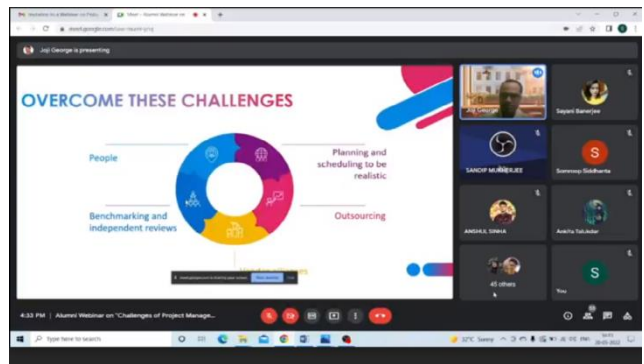 Joji George is presenting
OVERCOME THESE CHALLENGES
People
Planning and
scheduling to be
realistic
Benchmarking and
independent reviews
Outsourcing
Joji George
Sayani Banerjee
SANDIP MUKHERJEE
S
Somroop Siddhanta
ANSHUL SINHA
Ankita Talukdar
45 others
S
You
4:33 PM | Alumni Webinar on "Challenges of Project Manage...
Type here to search
32°C Sunny